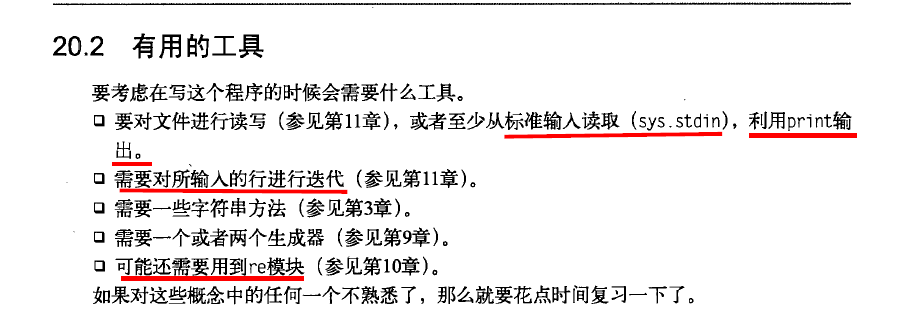 20.2 有用的工具
要考虑在写这个程序的时候会需要什么工具。
□ 要对文件进行读写（参见第11章），或者至少从标准输入读取（sys.stdin），利用print输
出。
□ 需要对所输入的行进行迭代（参见第11章）。
□ 需要一些字符串方法（参见第3章）。
□ 需要一个或者两个生成器（参见第9章）。
□ 可能还需要用到re模块（参见第10章）。
如果对这些概念中的任何一个不熟悉了，那么就要花点时间复习一下了。